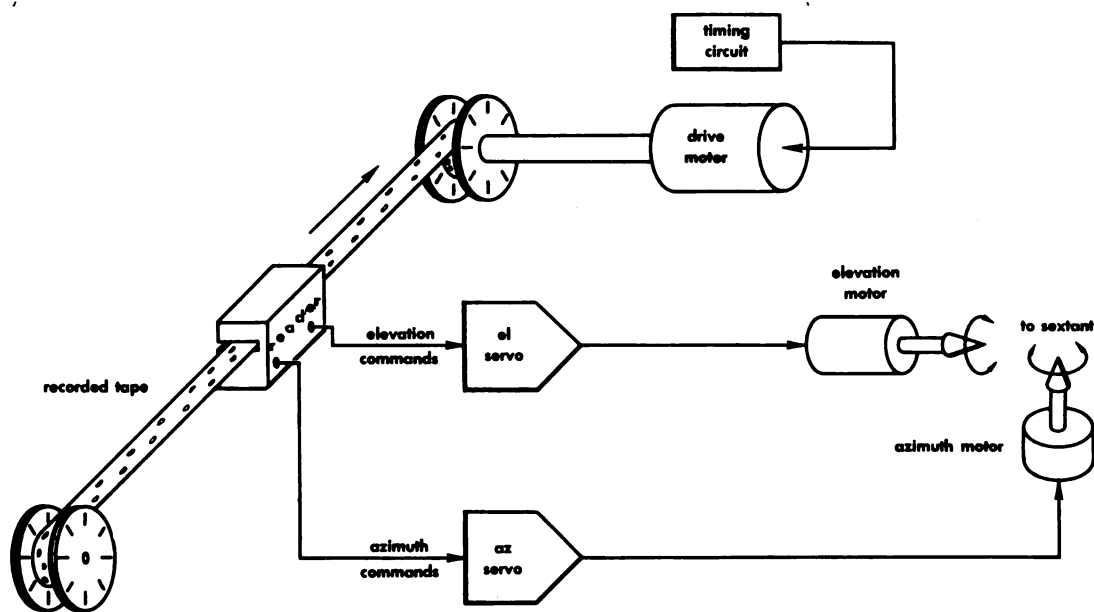 timing
circuit
drive
motor
elevation
motor
reader
elevation
commands
el
servo
to sextant
recorded tape
azimuth motor
azimuth
commands
az
servo